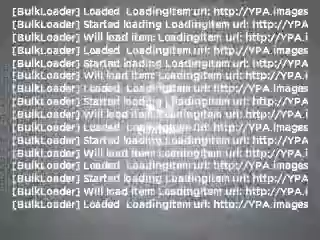 [BulkLoader] Loaded LoadingItem url: http://YPA.images
[BulkLoader] Started loading LoadingItem url: http://YPA
[BulkLoader] Will load item: LoadingItem url: http://YPA.i
[BulkLoader] Loaded LoadingItem url: http://YPA.images
[BulkLoader] Started loading LoadingItem url: http://YPA
[BulkLoader] Will load item: LoadingItem url: http://YPA.i
[BulkLoader] Loaded LoadingItem url: http://YPA.images
[BulkLoader] Started loading LoadingItem url: http://YPA
[BulkLoader] Will load item: LoadingItem url: http://YPA.i
[BulkLoader] Loaded LoadingItem url: http://YPA.images
[BulkLoader] Started loading LoadingItem url: http://YPA
[BulkLoader] Will load item: LoadingItem url: http://YPA.i
[BulkLoader] Loaded LoadingItem url: http://YPA.images
[BulkLoader] Started loading LoadingItem url: http://YPA
[BulkLoader] Will load item: LoadingItem url: http://YPA.i
[BulkLoader] Loaded LoadingItem url: http://YPA.images